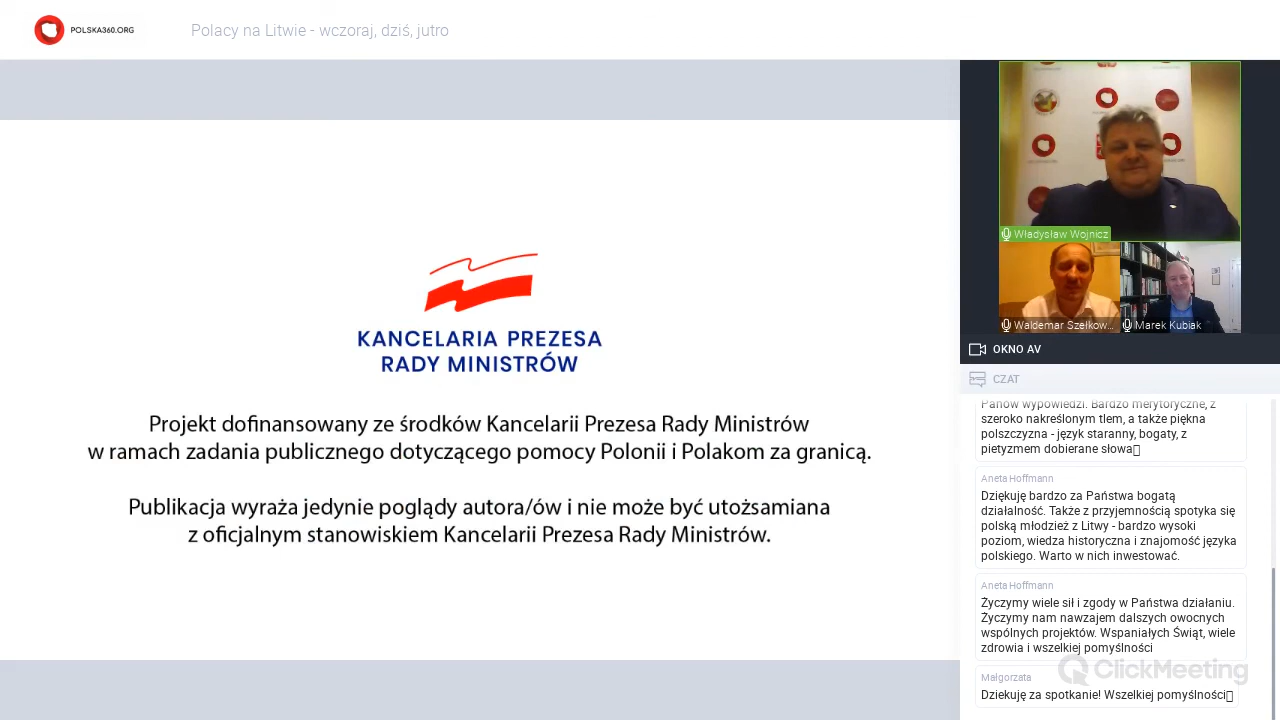 POLSKA360.ORG
Polacy na Litwie - wczoraj, dziś, jutro
KANCELARIA PREZESA
RADY MINISTRÓW
Projekt dofinansowany ze środków Kancelarii Prezesa Rady Ministrów
w ramach zadania publicznego dotyczącego pomocy Polonii i Polakom za granicą.
Publikacja wyraża jedynie poglądy autora/ów i nie może być utożsamiana
z oficjalnym stanowiskiem Kancelarii Prezesa Rady Ministrów.
Władysław Wojnicz
Waldemar Szełkow...
Marek Kubiak
OKNO AV
CZAT
Panów wypowiedzi. Bardzo merytoryczne, z
szeroko nakreślonym tlem, a także piękna
polszczyzna - język staranny, bogaty, z
pietyzmem dobierane słowa
Aneta Hoffmann
Dziękuję bardzo za Państwa bogatą
działalność. Także z przyjemnością spotyka się
polską młodzież z Litwy - bardzo wysoki
poziom, wiedza historyczna i znajomość języka
polskiego. Warto w nich inwestować.
Aneta Hoffmann
Życzymy wiele sił i zgody w Państwa działaniu.
Życzymy nam nawzajem dalszych owocnych
wspólnych projektów. Wspaniałych Świąt, wiele
zdrowia i wszelkiej pomyślności
ClickMeeting
Małgorzata
Dziekuję za spotkanie! Wszelkiej pomyślności